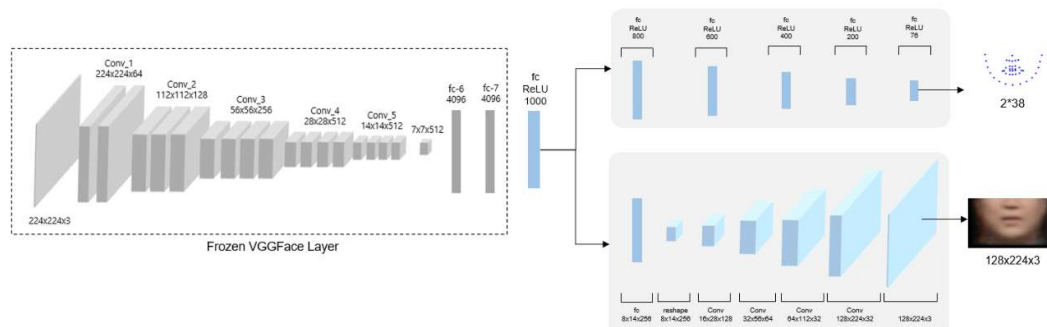 Conv_1
224x224x64
Conv_2
112x112x128
Conv_3
56x56x256
Conv_4
28x28x512
Conv_5
14x14x512
7x7x512
fc-6
4096
fc-7
4096
224x224x3
Frozen VGGFace Layer
fc
ReLU
1000
fc
ReLU
800
fc
ReLU
600
fc
ReLU
400
fc
ReLU
200
fc
ReLU
76
2*38
fc
8x14x256
reshape
8x14x256
Conv
16x28x128
Conv
32x56x64
Conv
64x112x32
Conv
128x224x32
128x224x3
128x224x3